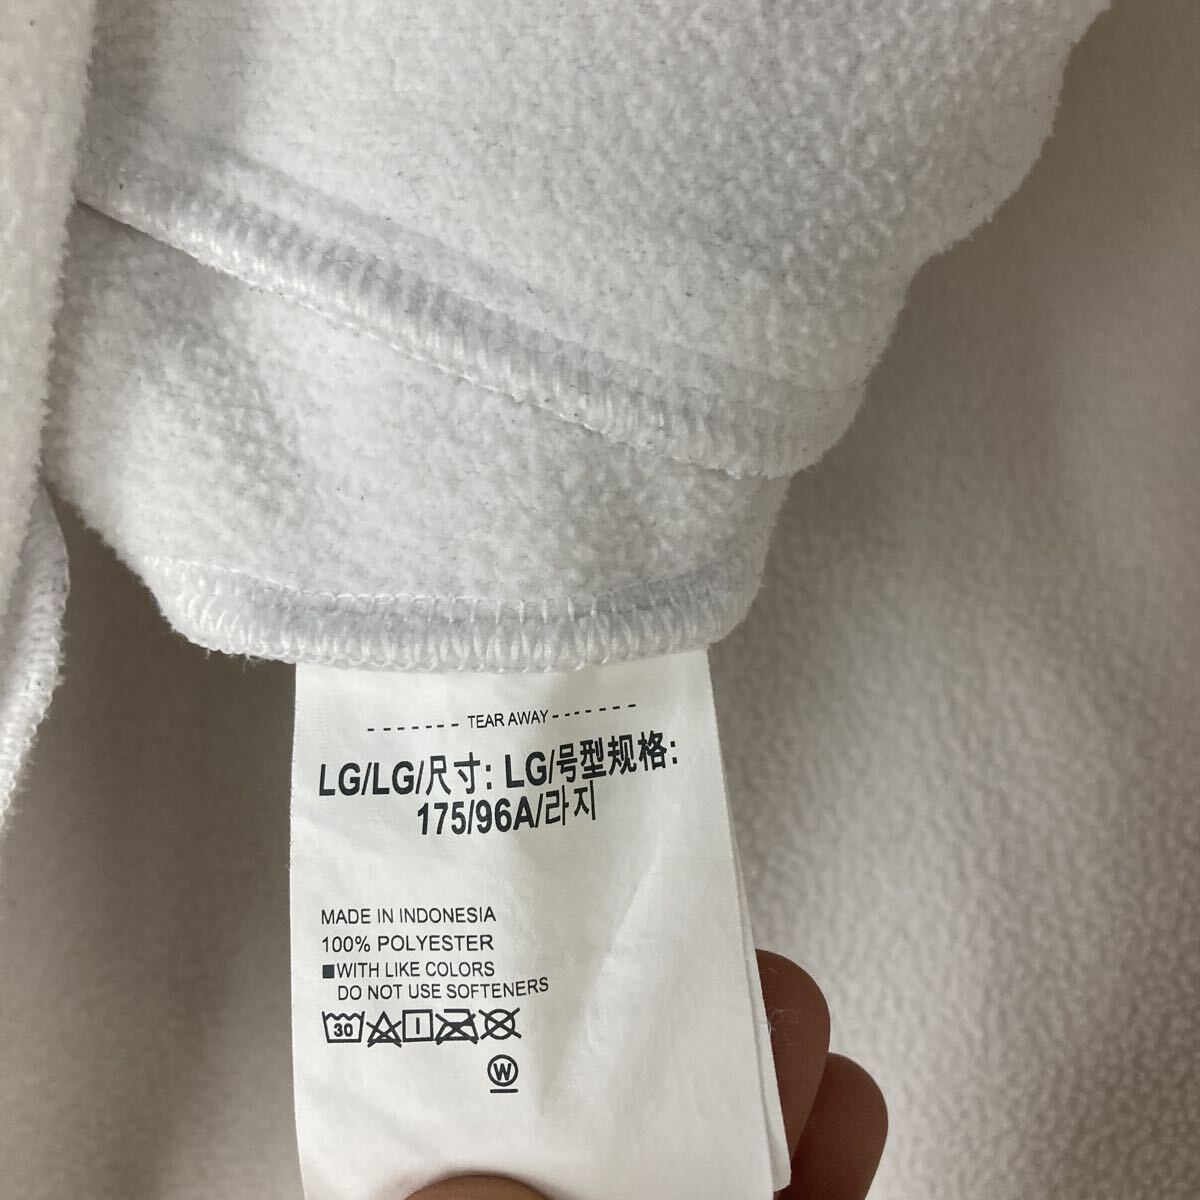 ------- TEAR AWAY -------
LG/LG/尺寸: LG/号型规格:
175/96A/라지
MADE IN INDONESIA
100% POLYESTER
■WITH LIKE COLORS
DO NOT USE SOFTENERS
30
W